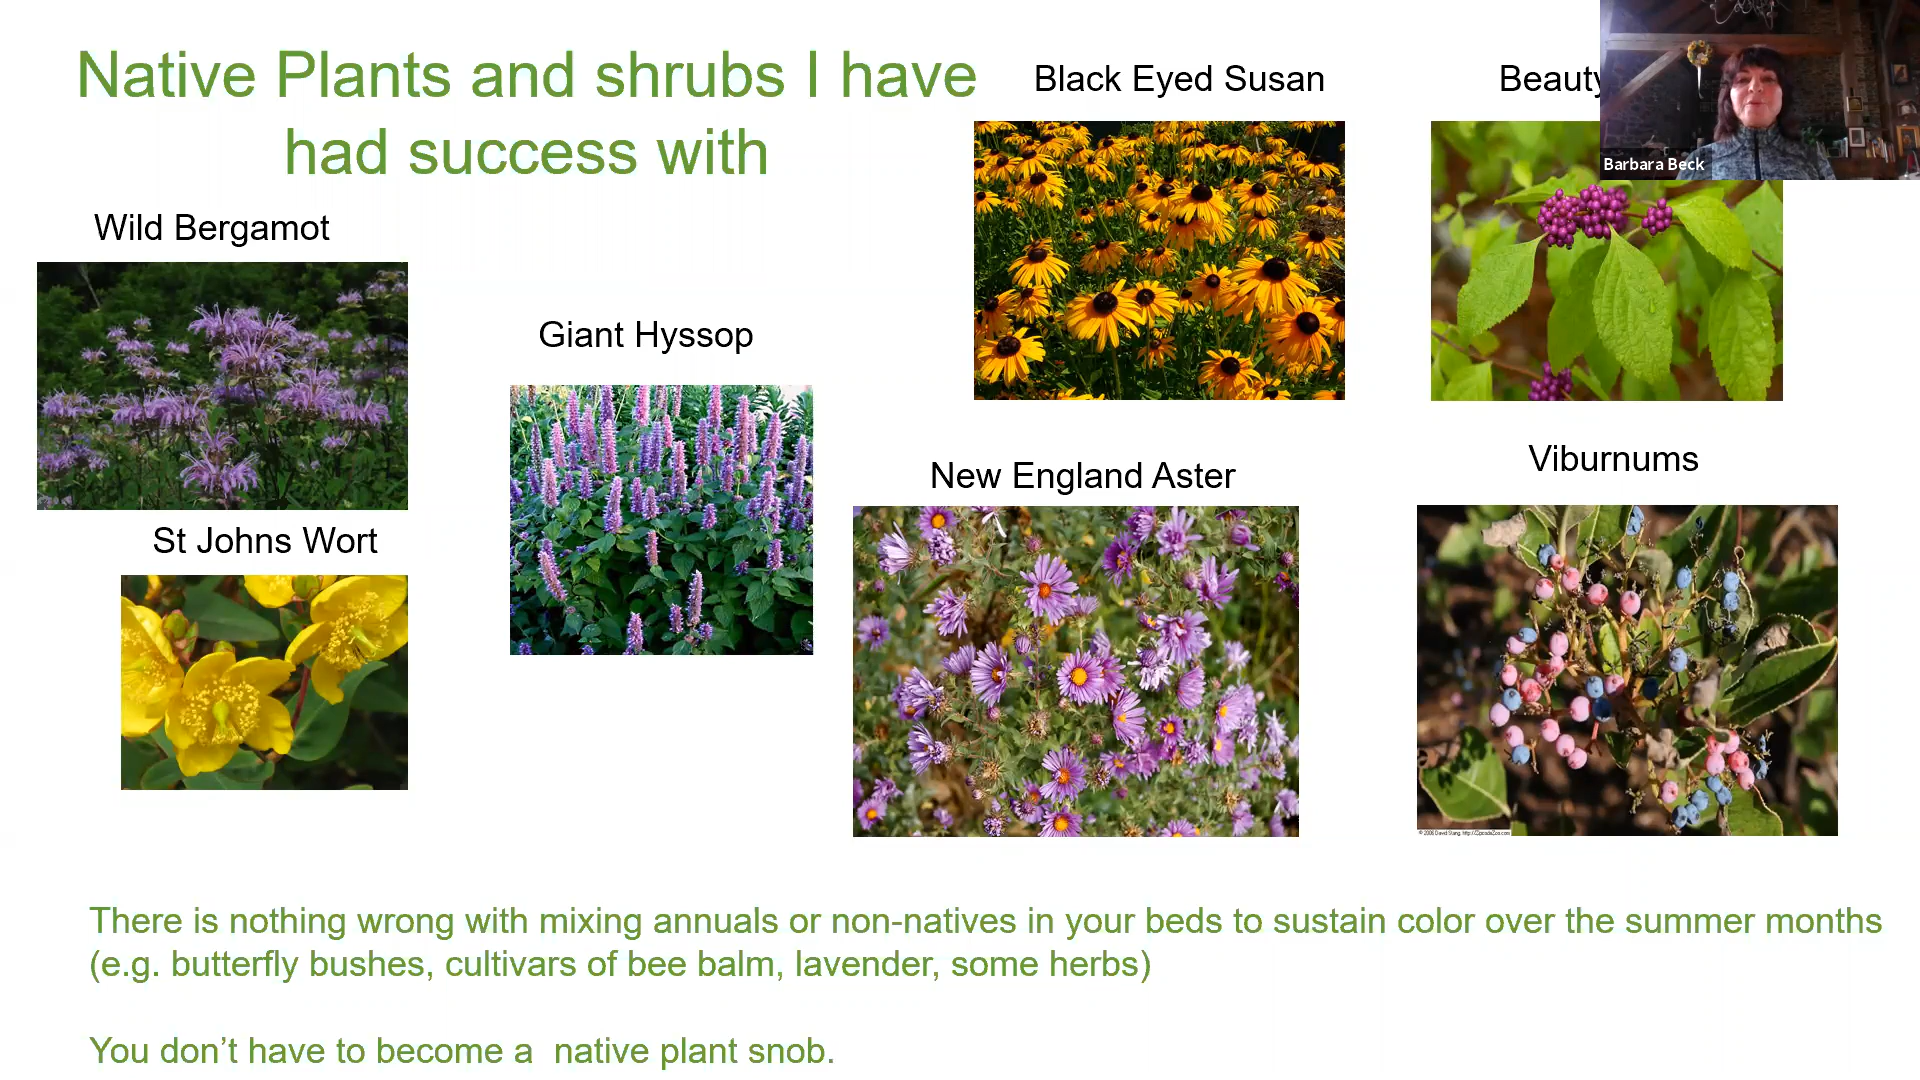 Native Plants and shrubs I have
had success with
Black Eyed Susan
Beauty
Barbara Beck
Wild Bergamot
Giant Hyssop
New England Aster
Viburnums
St Johns Wort
There is nothing wrong with mixing annuals or non-natives in your beds to sustain color over the summer months
(e.g. butterfly bushes, cultivars of bee balm, lavender, some herbs)
You don’t have to become a  native plant snob.